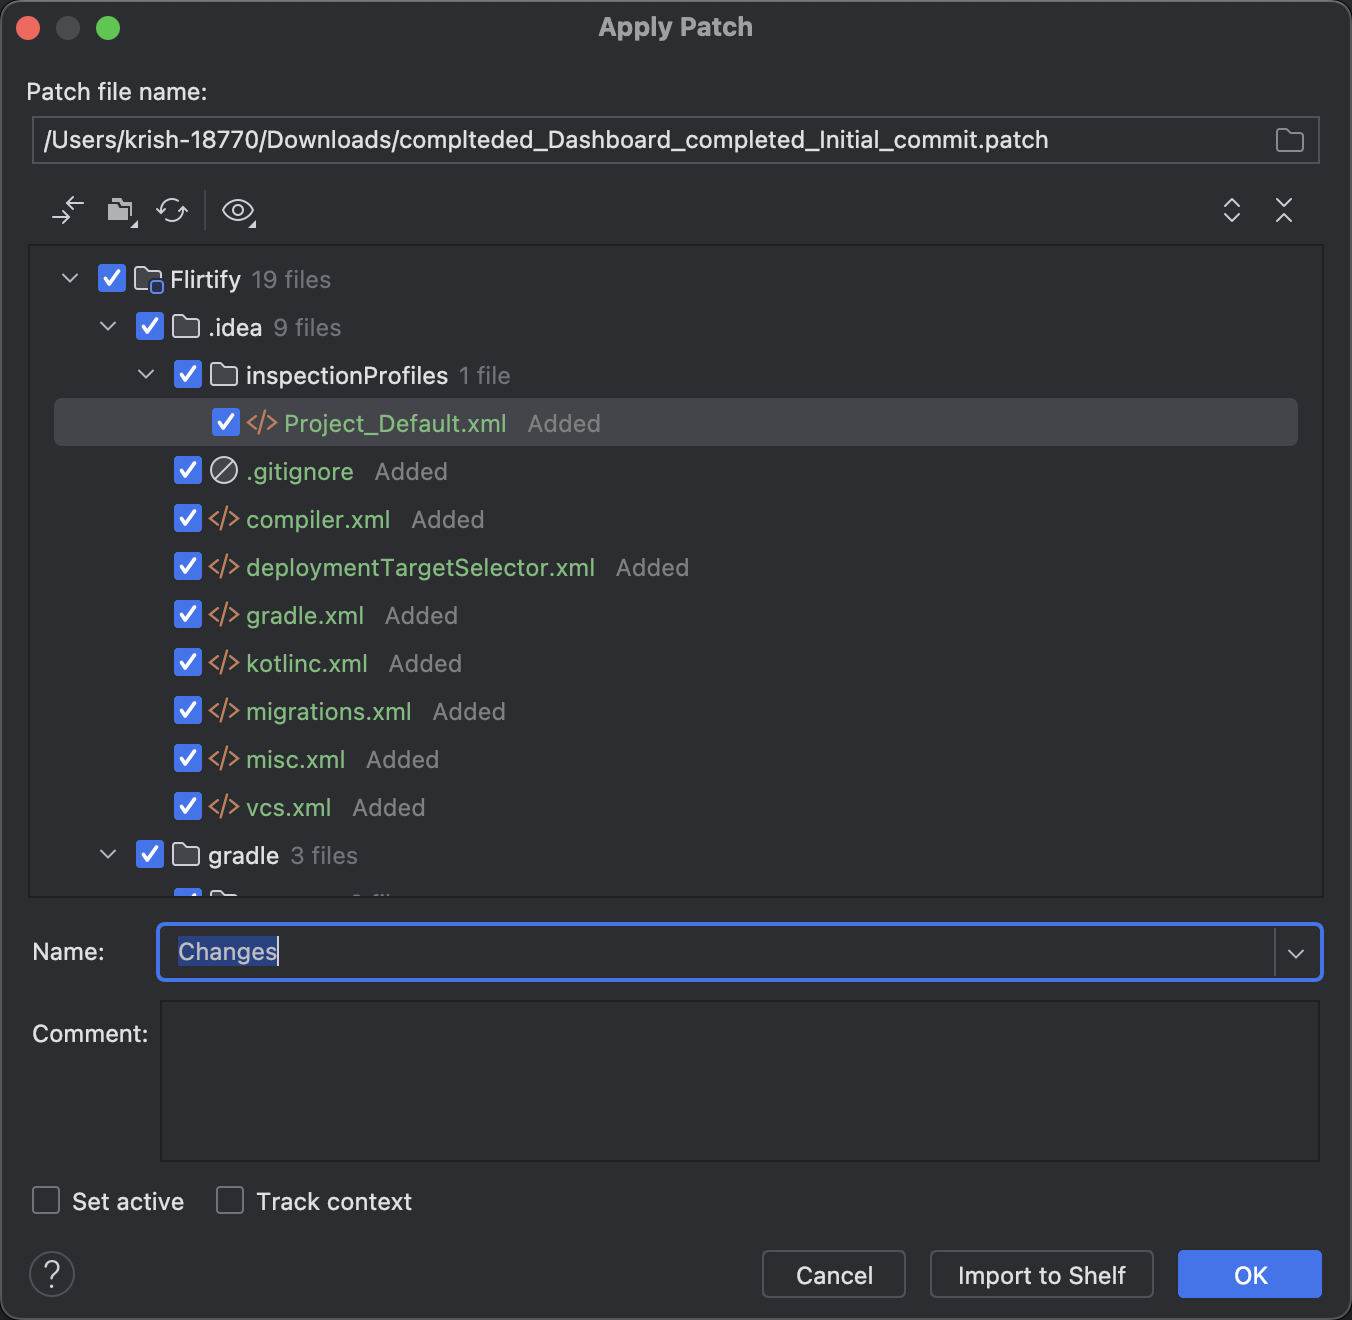 Apply Patch
Patch file name:
/Users/krish-18770/Downloads/complteded_Dashboard_completed_Initial_commit.patch
Flirtify 19 files
.idea 9 files
inspectionProfiles 1 file
</> Project_Default.xml Added
.gitignore Added
</> compiler.xml Added
</> deploymentTargetSelector.xml Added
</> gradle.xml Added
</> kotlinc.xml Added
</> migrations.xml Added
</> misc.xml Added
</> vcs.xml Added
gradle 3 files
Name: Changes
Comment:
Set active Track context
? Cancel Import to Shelf OK